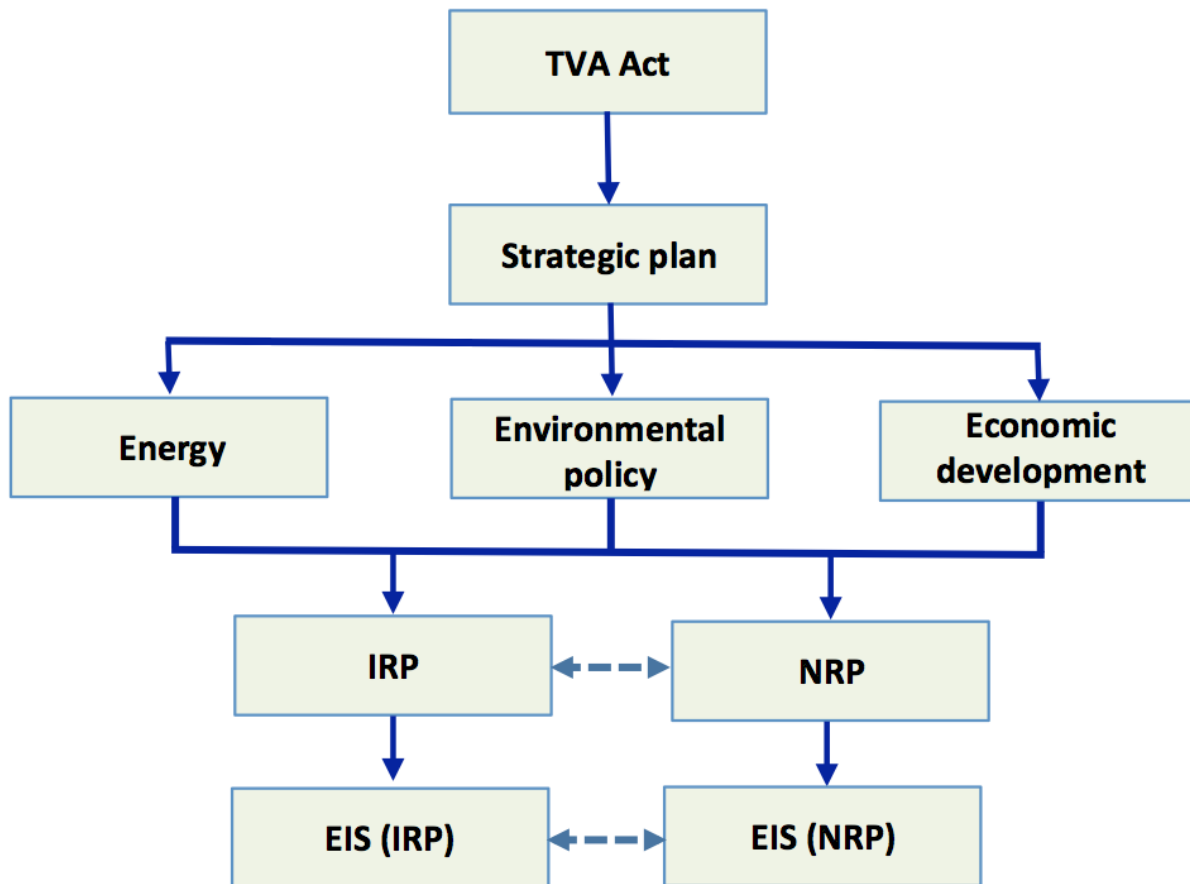 TVA Act
Strategic plan
Energy
Environmental
policy
Economic
development
IRP
NRP
EIS (IRP)
EIS (NRP)